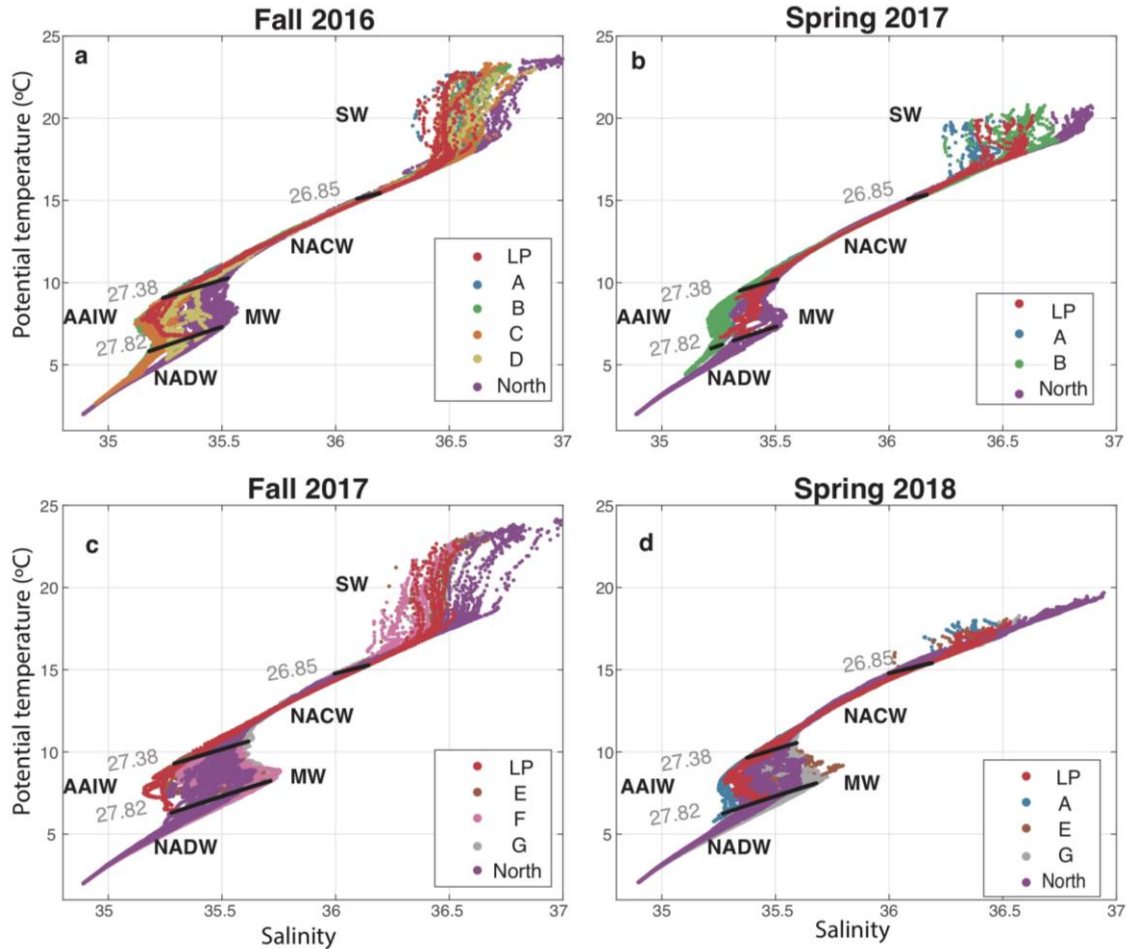 Fall 2016
a
Potential temperature (ºC)
25
20
15
10
5
35
35.5
36
36.5
37
SW
26.85
NACW
27.38
AAIW
MW
27.82
NADW
LP
A
B
C
D
North
Spring 2017
b
25
20
15
10
5
35
35.5
36
36.5
37
SW
26.85
NACW
27.38
AAIW
MW
27.82
NADW
LP
A
B
North
Fall 2017
c
Potential temperature (ºC)
25
20
15
10
5
35
35.5
36
36.5
37
Salinity
SW
26.85
NACW
27.38
AAIW
MW
27.82
NADW
LP
E
F
G
North
Spring 2018
d
25
20
15
10
5
35
35.5
36
36.5
37
Salinity
SW
26.85
NACW
27.38
AAIW
MW
27.82
NADW
LP
A
E
G
North